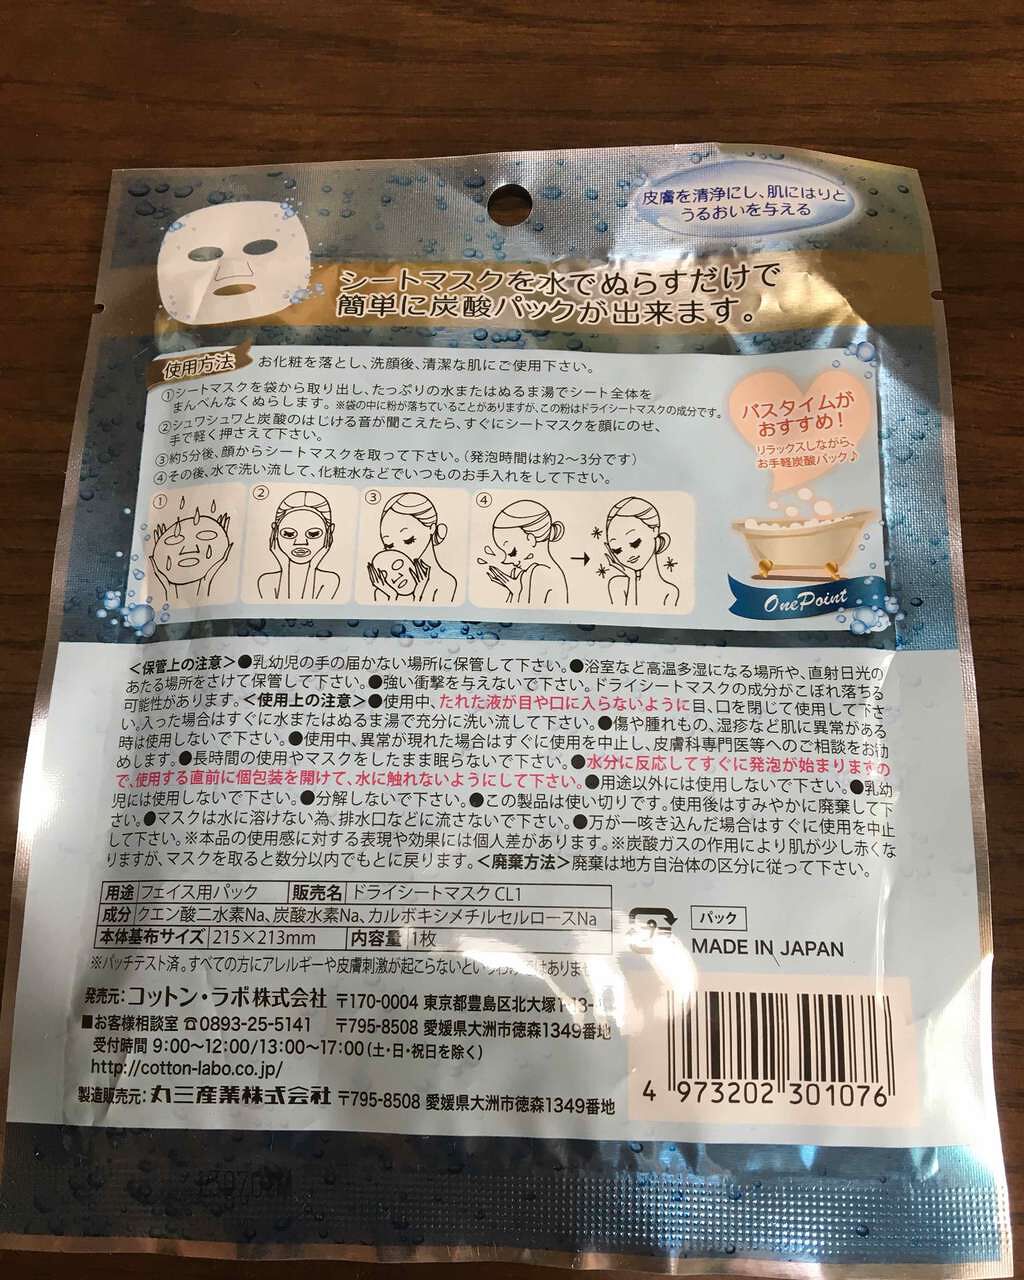 皮膚を清浄にし、肌にはりと
うるおいを与える
シートマスクを水でぬらすだけで
簡単に炭酸パックが出来ます。
使用方法 お化粧を落とし、洗顔後、清潔な肌にご使用下さい。
①シートマスクを袋から取り出し、たっぷりの水またはぬるま湯でシート全体を
まんべんなくぬらします。※袋の中に粉が落ちていることがありますが、この粉はドライシートマスクの成分です。
②シュワシュワと炭酸のはじける音が聞こえたら、すぐにシートマスクを顔にのせ、
手で軽く押さえて下さい。
③約5分後、顔からシートマスクを取って下さい。(発泡時間は約2〜3分です)
④その後、水で洗い流して、化粧水などでいつものお手入れをして下さい。
バスタイムが
おすすめ!
リラックスしながら、
お手軽炭酸パック♪
① ② ③ ④
OnePoint
<保管上の注意>●乳幼児の手の届かない場所に保管して下さい。●浴室など高温多湿になる場所や、直射日光の
あたる場所をさけて保管して下さい。●強い衝撃を与えないで下さい。ドライシートマスクの成分がこぼれ落ちる
可能性があります。<使用上の注意>●使用中、たれた液が目や口に入らないように目、口を閉じて使用して下さ
い。入った場合はすぐに水またはぬるま湯で充分に洗い流して下さい。●傷や腫れもの、湿疹など肌に異常がある
時は使用しないで下さい。●使用中、異常が現れた場合はすぐに使用を中止し、皮膚科専門医等へのご相談をお勧
めします。●長時間の使用やマスクをしたまま眠らないで下さい。●水分に反応してすぐに発泡が始まりますの
で、使用する直前に個包装を開けて、水に触れないようにして下さい。●用途以外には使用しないで下さい。●乳幼
児には使用しないで下さい。●分解しないで下さい。●この製品は使い切りです。使用後はすみやかに廃棄して下
さい。●マスクは水に溶けない為、排水口などに流さないで下さい。●万が一咳き込んだ場合はすぐに使用を中止
して下さい。※本品の使用感に対する表現や効果には個人差があります。※炭酸ガスの作用により肌が少し赤くな
りますが、マスクを取ると数分以内でもとに戻ります。<廃棄方法>廃棄は地方自治体の区分に従って下さい。
用途 フェイス用パック 販売名 ドライシートマスク CL1
成分 クエン酸二水素Na、炭酸水素Na、カルボキシメチルセルロースNa
本体基布サイズ 215×213mm 内容量 1枚
パック
MADE IN JAPAN
※パッチテスト済。すべての方にアレルギーや皮膚刺激が起こらないというわけではありませ
発売元:コットン・ラボ株式会社 〒170-0004 東京都豊島区北大塚
■お客様相談室 ☎0893-25-5141 〒795-8508 愛媛県大洲市徳森1349番地
受付時間 9:00〜12:00/13:00〜17:00(土・日・祝日を除く)
http://cotton-labo.co.jp/
製造販売元:丸三産業株式会社 〒795-8508 愛媛県大洲市徳森1349番地
4 973202 301076